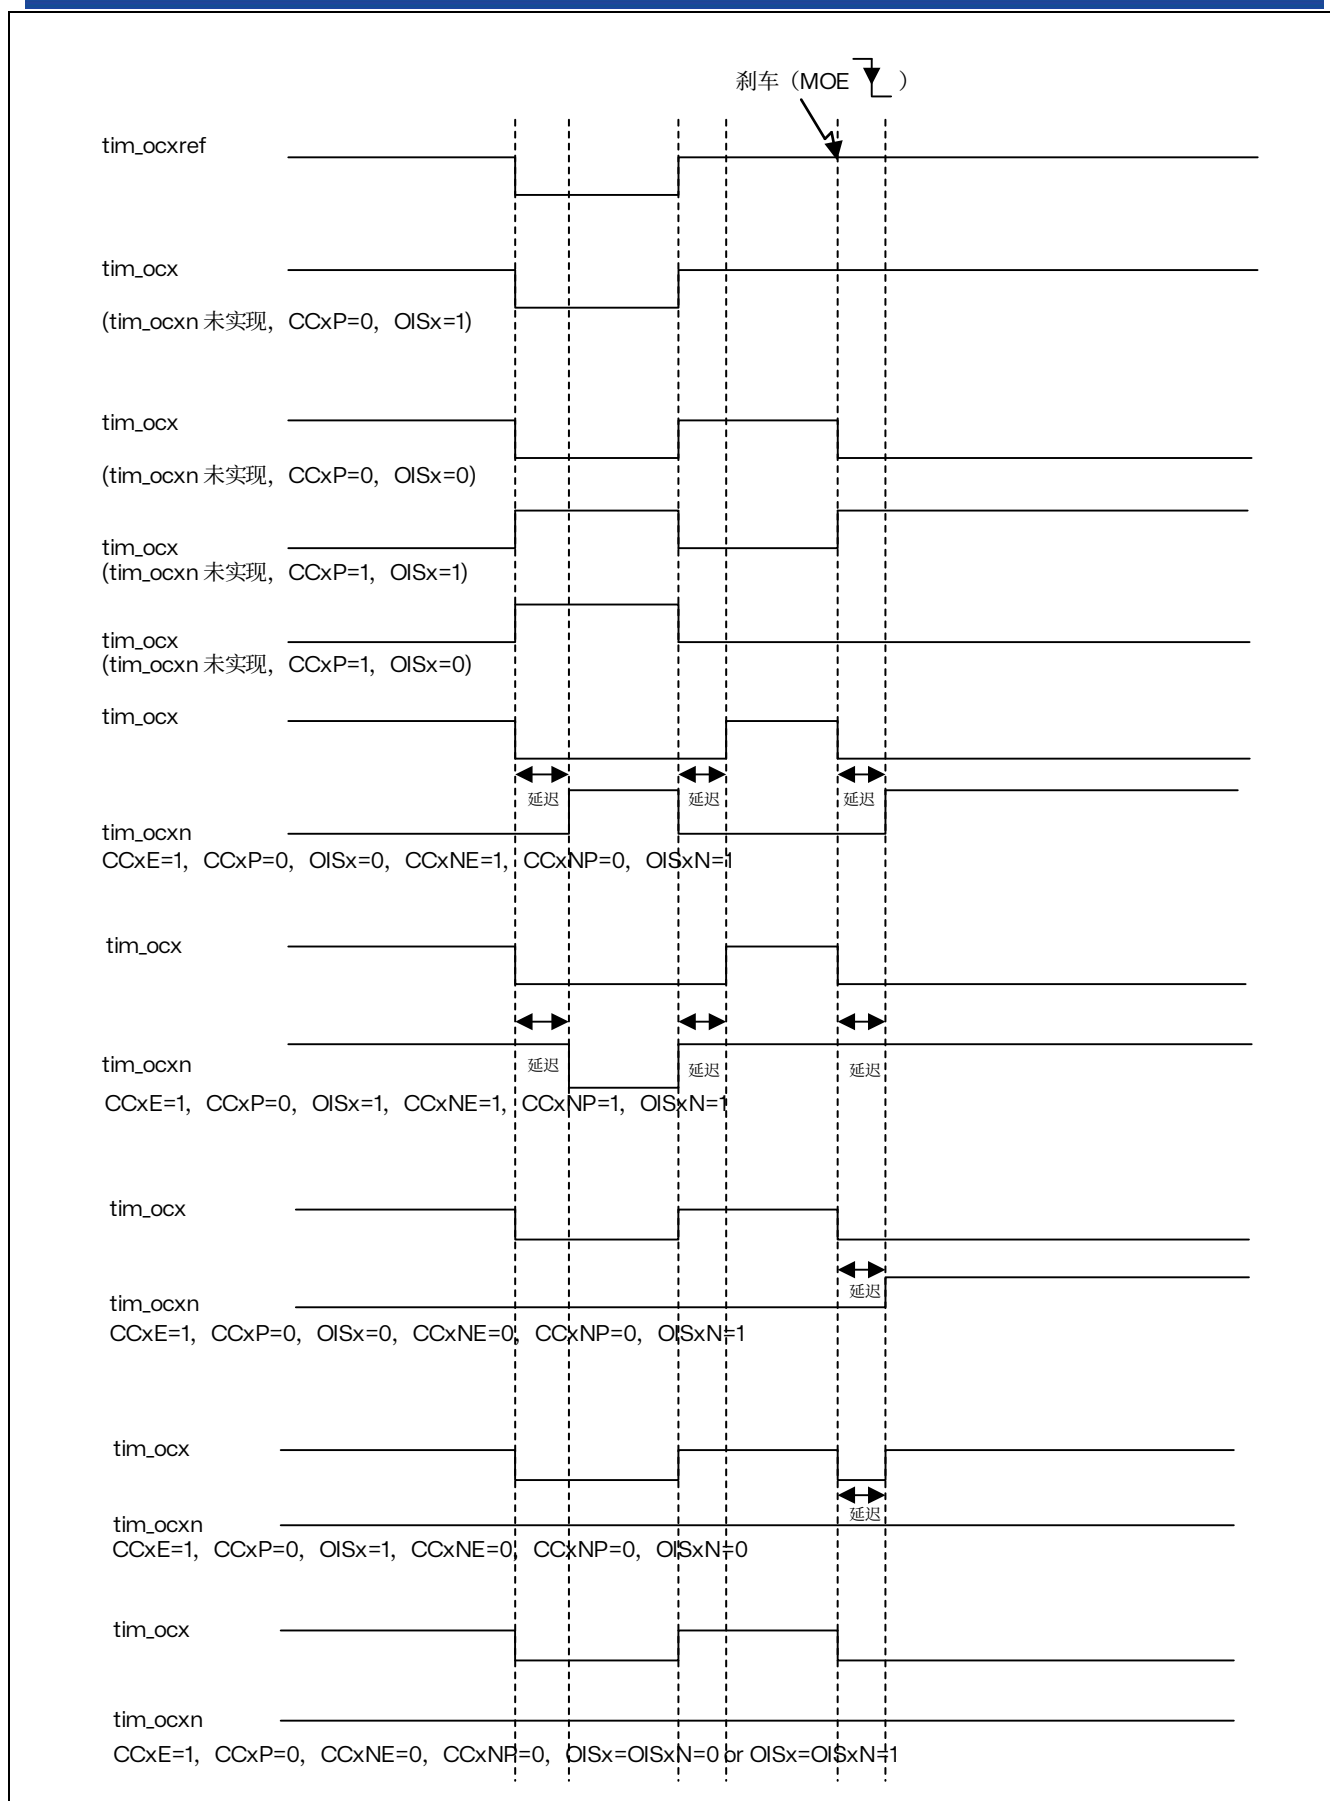 刹车（MOE ）
tim_ocxref
tim_ocx
(tim_ocxn 未实现，CCxP=0，OISx=1)
tim_ocx
(tim_ocxn 未实现，CCxP=0，OISx=0)
tim_ocx
(tim_ocxn 未实现，CCxP=1，OISx=1)
tim_ocx
(tim_ocxn 未实现，CCxP=1，OISx=0)
tim_ocx
延迟 延迟 延迟
tim_ocxn
CCxE=1，CCxP=0，OISx=0，CCxNE=1，CCxNP=0，OISxN=1
tim_ocx
tim_ocxn 延迟 延迟 延迟
CCxE=1，CCxP=0，OISx=1，CCxNE=1，CCxNP=1，OISxN=1
tim_ocx
延迟
tim_ocxn
CCxE=1，CCxP=0，OISx=0，CCxNE=0，CCxNP=0，OISxN=1
tim_ocx
延迟
tim_ocxn
CCxE=1，CCxP=0，OISx=1，CCxNE=0，CCxNP=0，OISxN=0
tim_ocx
tim_ocxn
CCxE=1，CCxP=0，CCxNE=0，CCxNP=0，OISx=OISxN=0 or OISx=OISxN=1